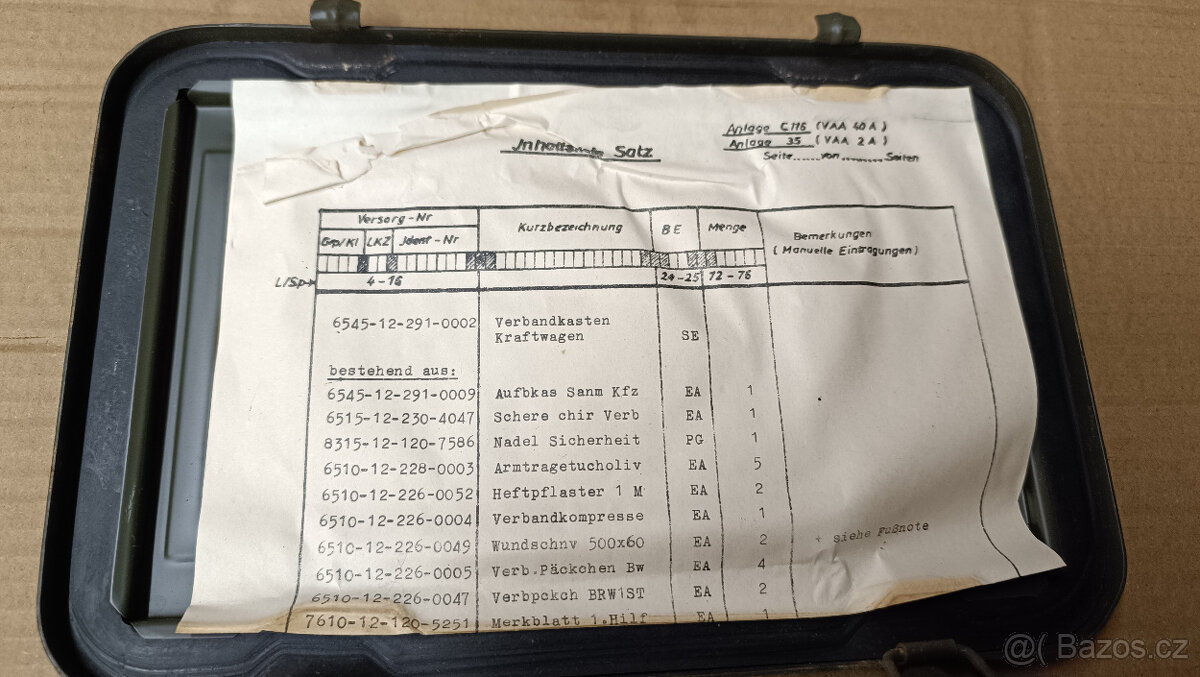 Anlage C116 (VAA 40 A)
Anlage 35 (VAA 2 A)
Seite......von.........Seiten
Satz
Versorg-Nr Kurzbezeichnung BE Menge Bemerkungen
Grp/Kl LKZ Ident-Nr (Manuelle Eintragungen)
L/Sp 4-16 24-25 72-76
6545-12-291-0002 Verbandkasten
Kraftwagen SE
bestehend aus:
6545-12-291-0009 Aufbkas Sanm Kfz EA 1
6515-12-230-4047 Schere chir Verb EA 1
8315-12-120-7586 Nadel Sicherheit PG 1
6510-12-228-0003 Armtragetucholiv EA 5
6510-12-226-0052 Heftpflaster 1 M EA 2
6510-12-226-0004 Verbandkompresse EA 1
6510-12-226-0049 Wundschnv 500x60 EA 2 + siehe Fußnote
6510-12-226-0005 Verb.Päckchen Bw EA 4
6510-12-226-0047 Verbpckch BRW1ST EA 2
7610-12-120-5251 Merkblatt 1.Hilf EA 1
@( Bazos.cz